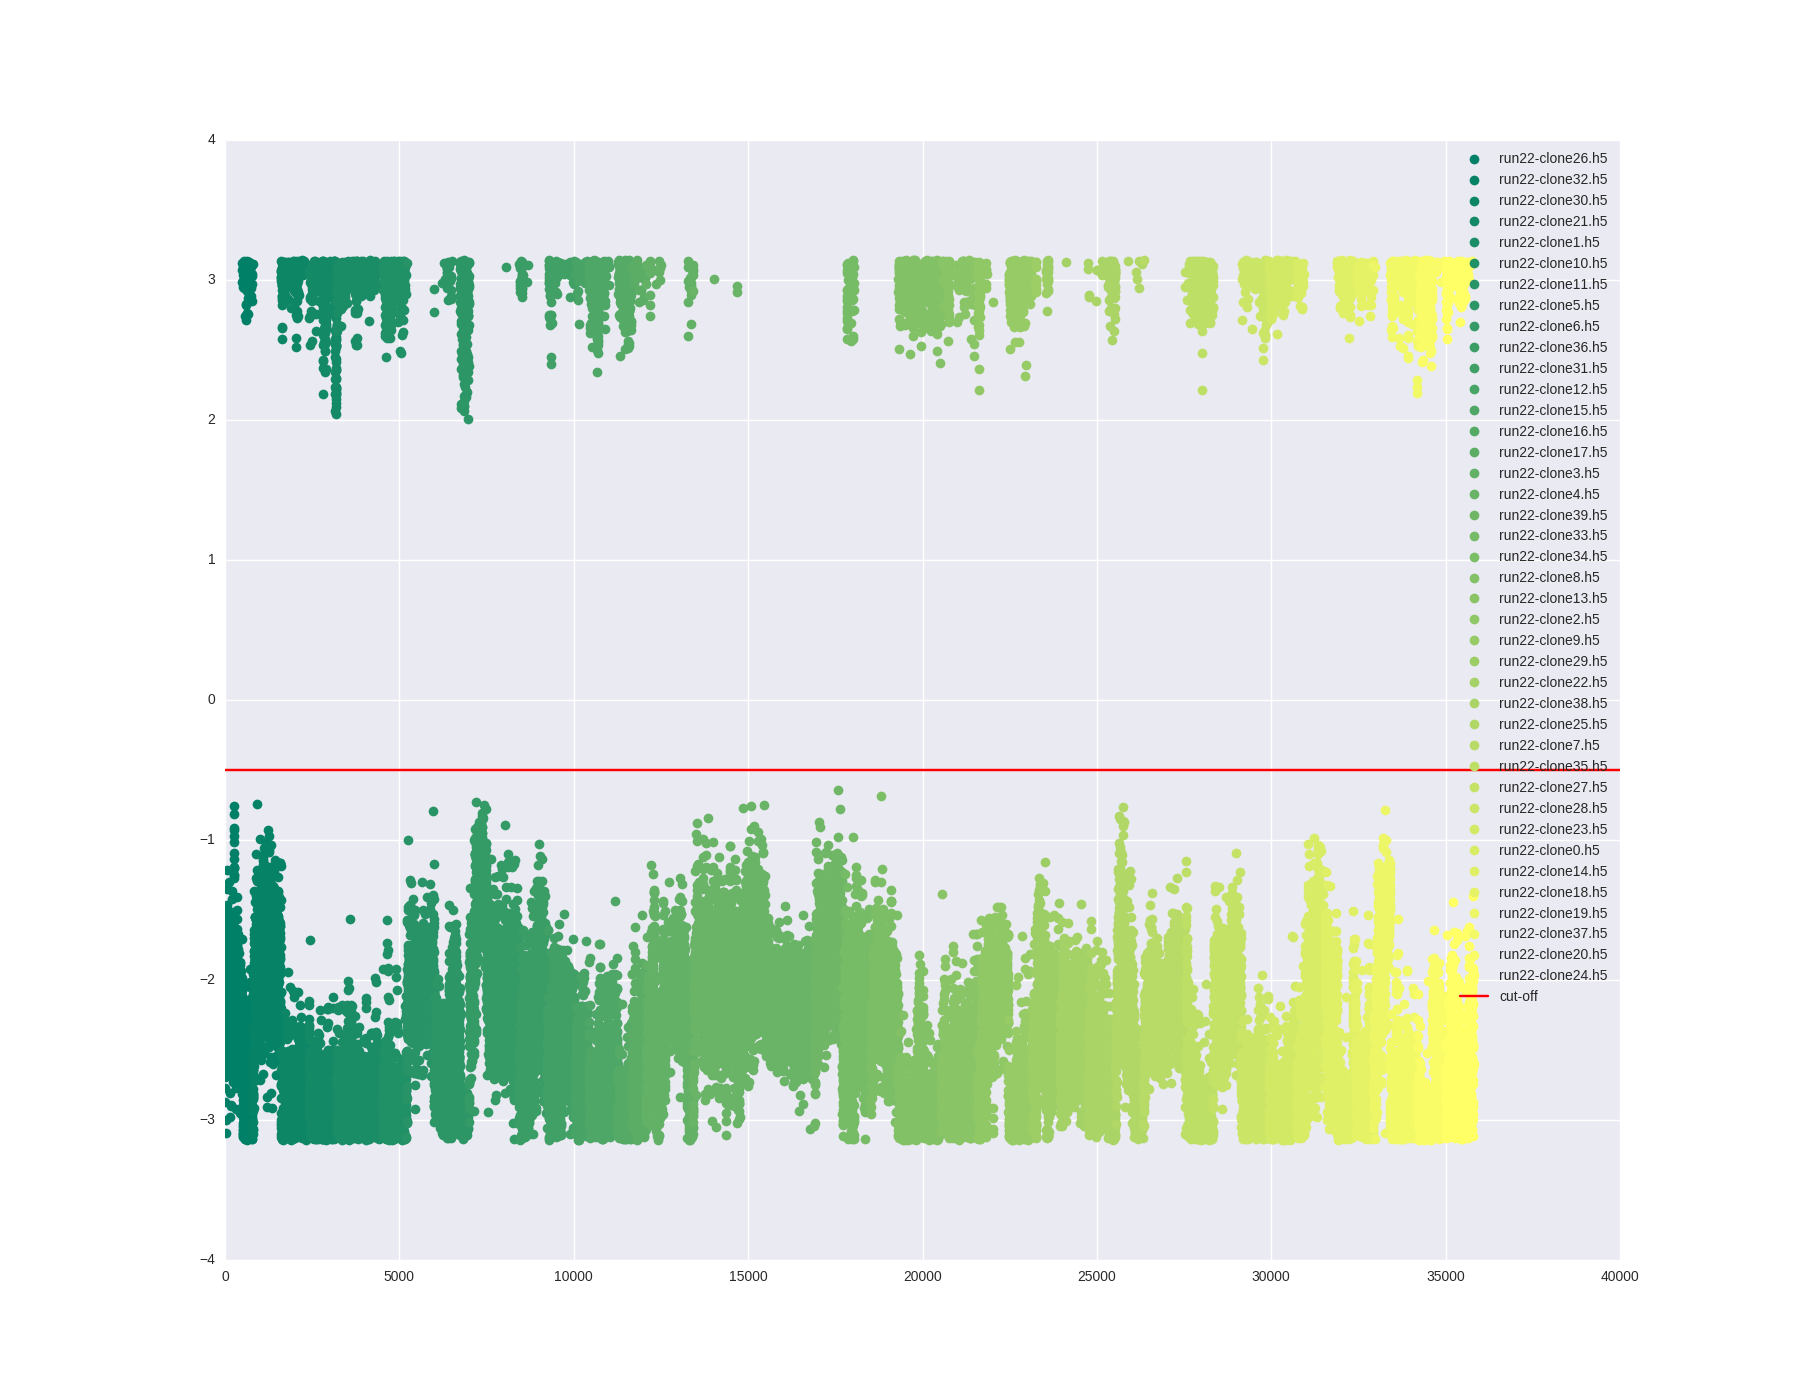 4
3
2
1
0
−1
−2
−3
−4
0 5000 10000 15000 20000 25000 30000 35000 40000
run22-clone26.h5
run22-clone32.h5
run22-clone30.h5
run22-clone21.h5
run22-clone1.h5
run22-clone10.h5
run22-clone11.h5
run22-clone5.h5
run22-clone6.h5
run22-clone36.h5
run22-clone31.h5
run22-clone12.h5
run22-clone15.h5
run22-clone16.h5
run22-clone17.h5
run22-clone3.h5
run22-clone4.h5
run22-clone39.h5
run22-clone33.h5
run22-clone34.h5
run22-clone8.h5
run22-clone13.h5
run22-clone2.h5
run22-clone9.h5
run22-clone29.h5
run22-clone22.h5
run22-clone38.h5
run22-clone25.h5
run22-clone7.h5
run22-clone35.h5
run22-clone27.h5
run22-clone28.h5
run22-clone23.h5
run22-clone0.h5
run22-clone14.h5
run22-clone18.h5
run22-clone19.h5
run22-clone37.h5
run22-clone20.h5
run22-clone24.h5
cut-off